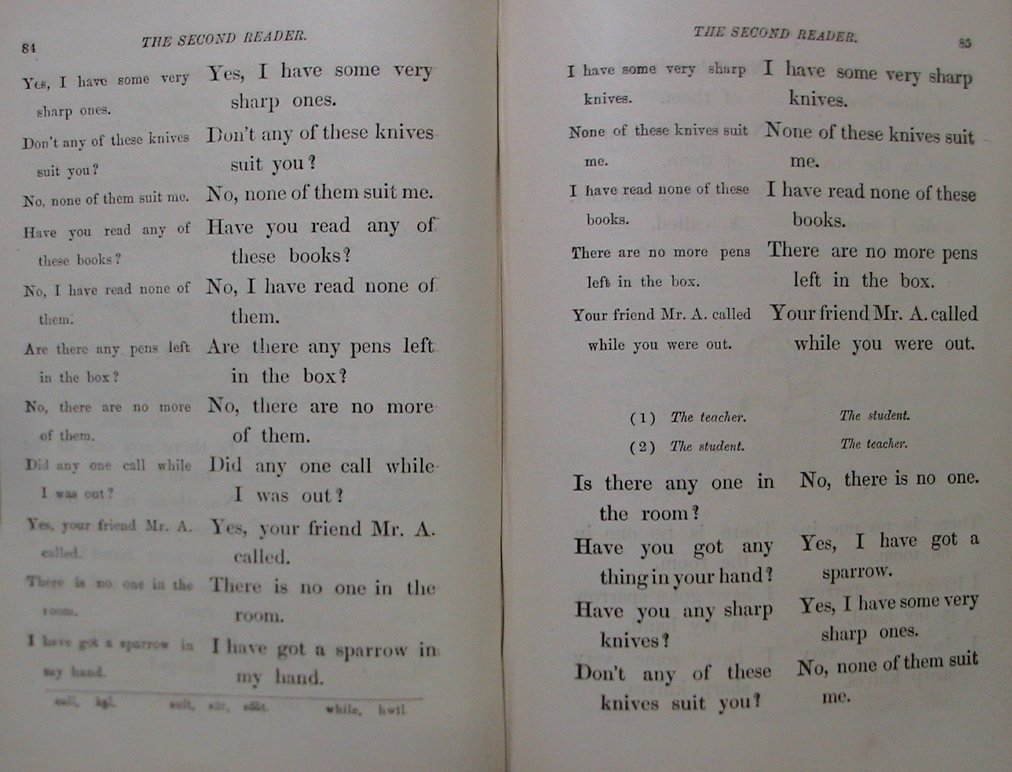 84
THE SECOND READER.
Yes, I have some very
sharp ones.
Don't any of these knives
suit you?
No, none of them suit me.
Have you read any of
these books?
No, I have read none of
them.
Are there any pens left
in the box?
No, there are no more
of them.
Did any one call while
I was out?
Yes, your friend Mr. A.
called.
There is no one in the
room.
I have got a sparrow in
my hand.
Yes, I have some very
sharp ones.
Don't any of these knives
suit you?
No, none of them suit me.
Have you read any of
these books?
No, I have read none of
them.
Are there any pens left
in the box?
No, there are no more
of them.
Did any one call while
I was out?
Yes, your friend Mr. A.
called.
There is no one in the
room.
I have got a sparrow in
my hand.
call, suit, while, hwīl.
THE SECOND READER.
85
I have some very sharp
knives.
None of these knives suit
me.
I have read none of these
books.
There are no more pens
left in the box.
Your friend Mr. A. called
while you were out.
I have some very sharp
knives.
None of these knives suit
me.
I have read none of these
books.
There are no more pens
left in the box.
Your friend Mr. A. called
while you were out.
(1) The teacher. The student.
(2) The student. The teacher.
Is there any one in
the room?
No, there is no one.
Have you got any
thing in your hand?
Yes, I have got a
sparrow.
Have you any sharp
knives?
Yes, I have some very
sharp ones.
Don't any of these
knives suit you?
No, none of them suit
me.